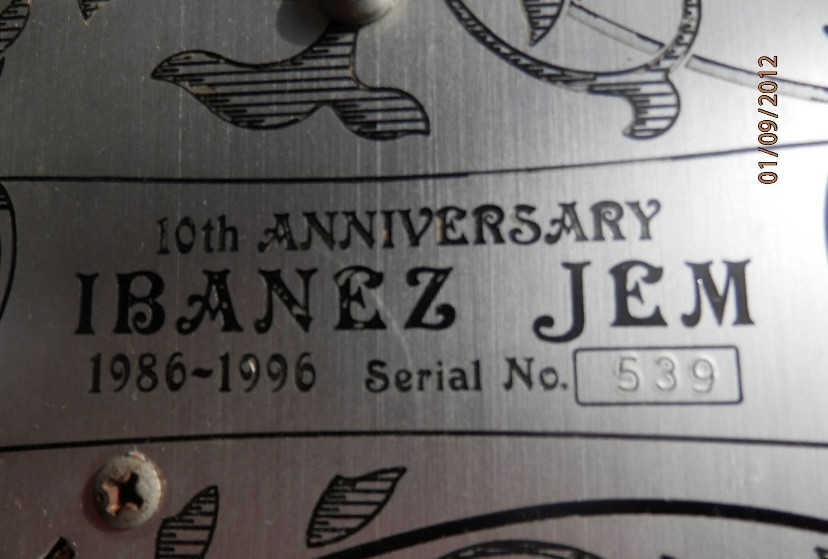 01/09/2012
10th ANNIVERSARY
IBANEZ JEM
1986~1996 Serial No. 539